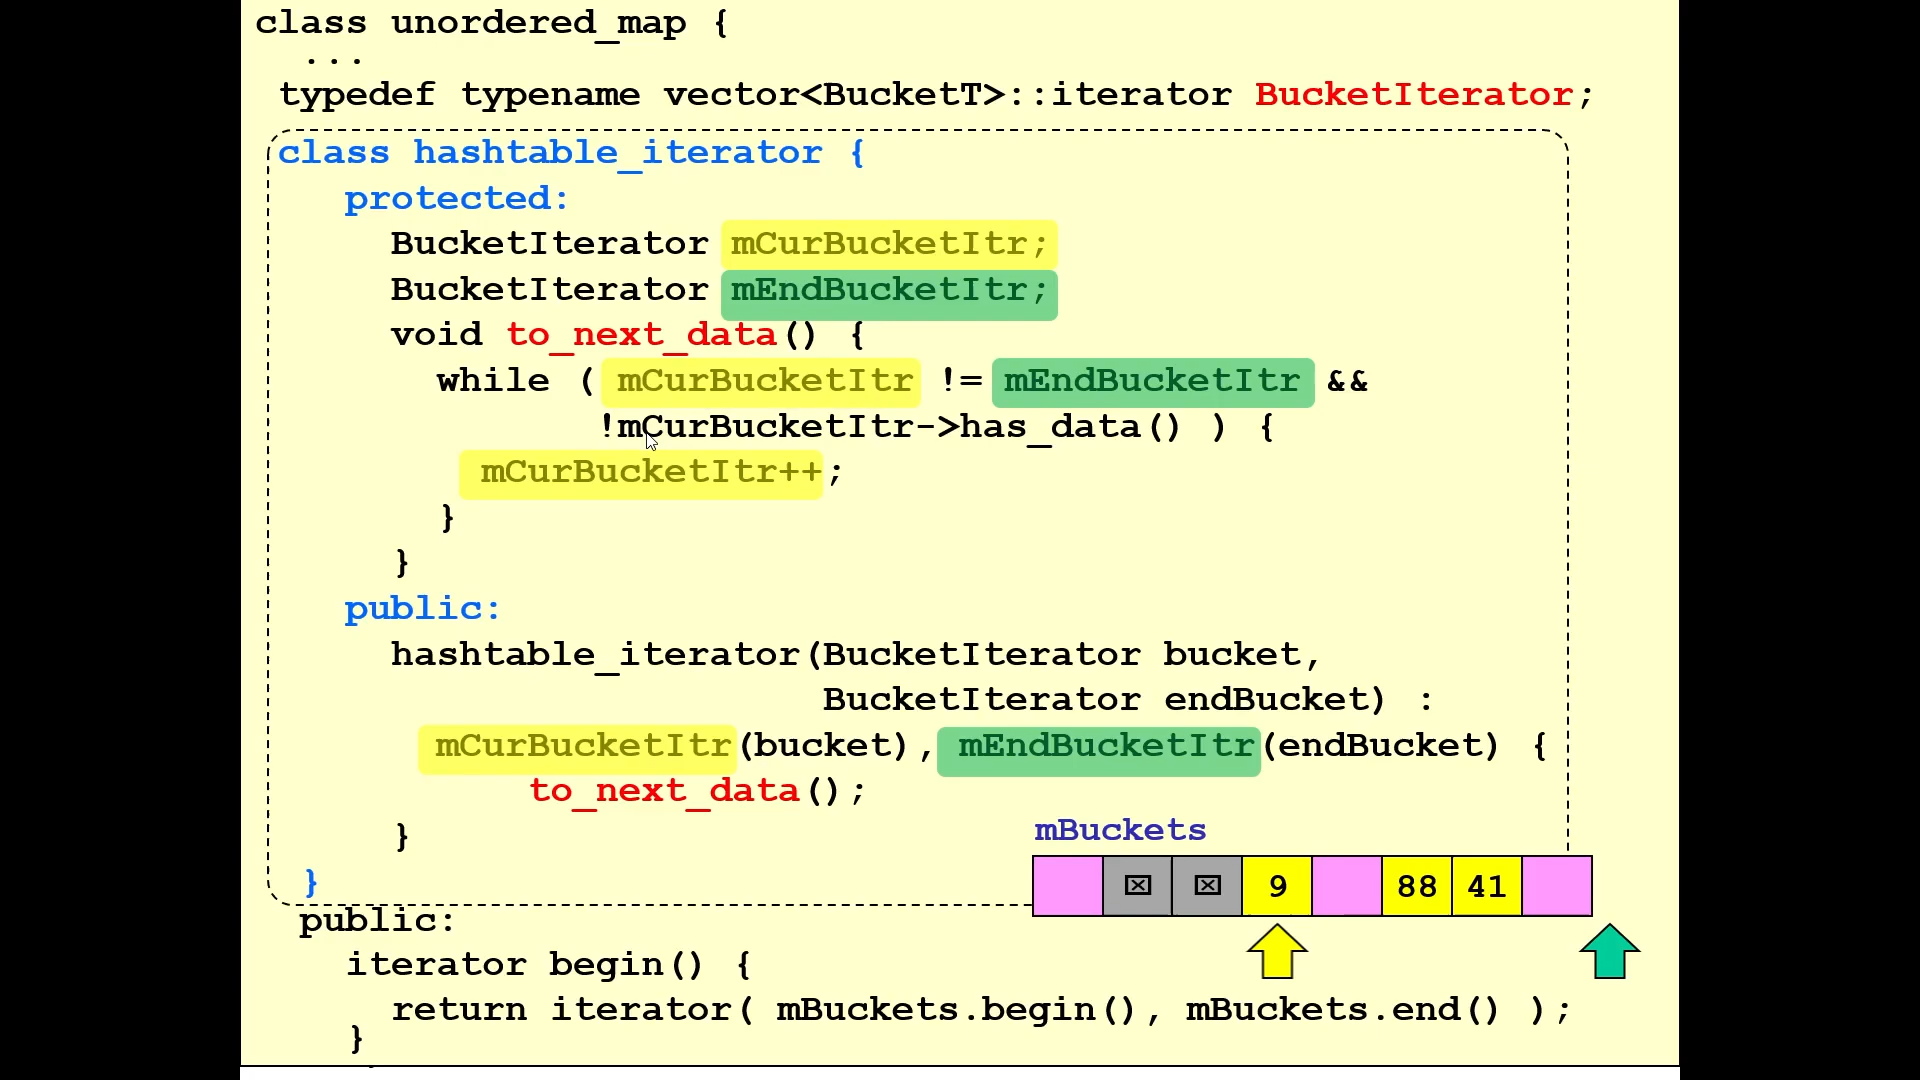 class unordered_map {
...
typedef typename vector<BucketT>::iterator BucketIterator;
class hashtable_iterator {
protected:
BucketIterator mCurBucketItr;
BucketIterator mEndBucketItr;
void to_next_data() {
while ( mCurBucketItr != mEndBucketItr &&
!mCurBucketItr->has_data() ) {
mCurBucketItr++;
}
}
public:
hashtable_iterator(BucketIterator bucket,
BucketIterator endBucket) :
mCurBucketItr(bucket), mEndBucketItr(endBucket) {
to_next_data();
}
mBuckets
9 88 41
}
public:
iterator begin() {
return iterator( mBuckets.begin(), mBuckets.end() );
}